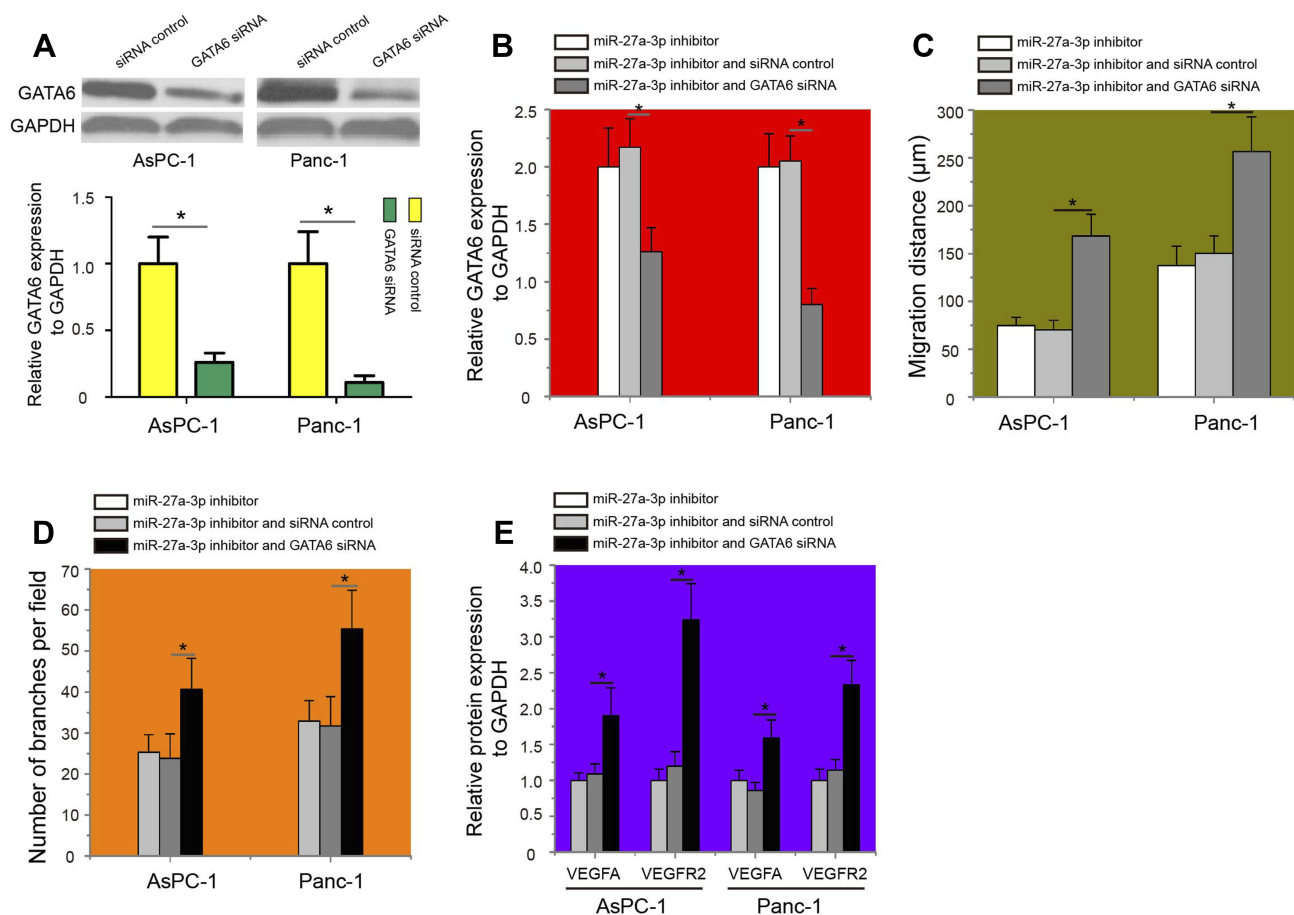 A
siRNA control
GATA6 siRNA
siRNA control
GATA6 siRNA
GATA6
GAPDH
AsPC-1
Panc-1
Relative GATA6 expression
to GAPDH
1.5
1.0
0.5
0
*
*
GATA6 siRNA
siRNA control
AsPC-1
Panc-1
B
miR-27a-3p inhibitor
miR-27a-3p inhibitor and siRNA control
miR-27a-3p inhibitor and GATA6 siRNA
Relative GATA6 expression
to GAPDH
2.5
2.0
2.5
1.0
0.5
0
*
*
AsPC-1
Panc-1
C
miR-27a-3p inhibitor
miR-27a-3p inhibitor and siRNA control
miR-27a-3p inhibitor and GATA6 siRNA
Migration distance (μm)
300
250
200
150
100
50
0
*
*
AsPC-1
Panc-1
D
miR-27a-3p inhibitor
miR-27a-3p inhibitor and siRNA control
miR-27a-3p inhibitor and GATA6 siRNA
Number of branches per field
70
60
50
40
30
20
10
0
*
*
AsPC-1
Panc-1
E
miR-27a-3p inhibitor
miR-27a-3p inhibitor and siRNA control
miR-27a-3p inhibitor and GATA6 siRNA
Relative protein expression
to GAPDH
4.0
3.5
3.0
2.5
2.0
1.5
1.0
0.5
0
*
*
*
*
VEGFA
VEGFR2
VEGFA
VEGFR2
AsPC-1
Panc-1